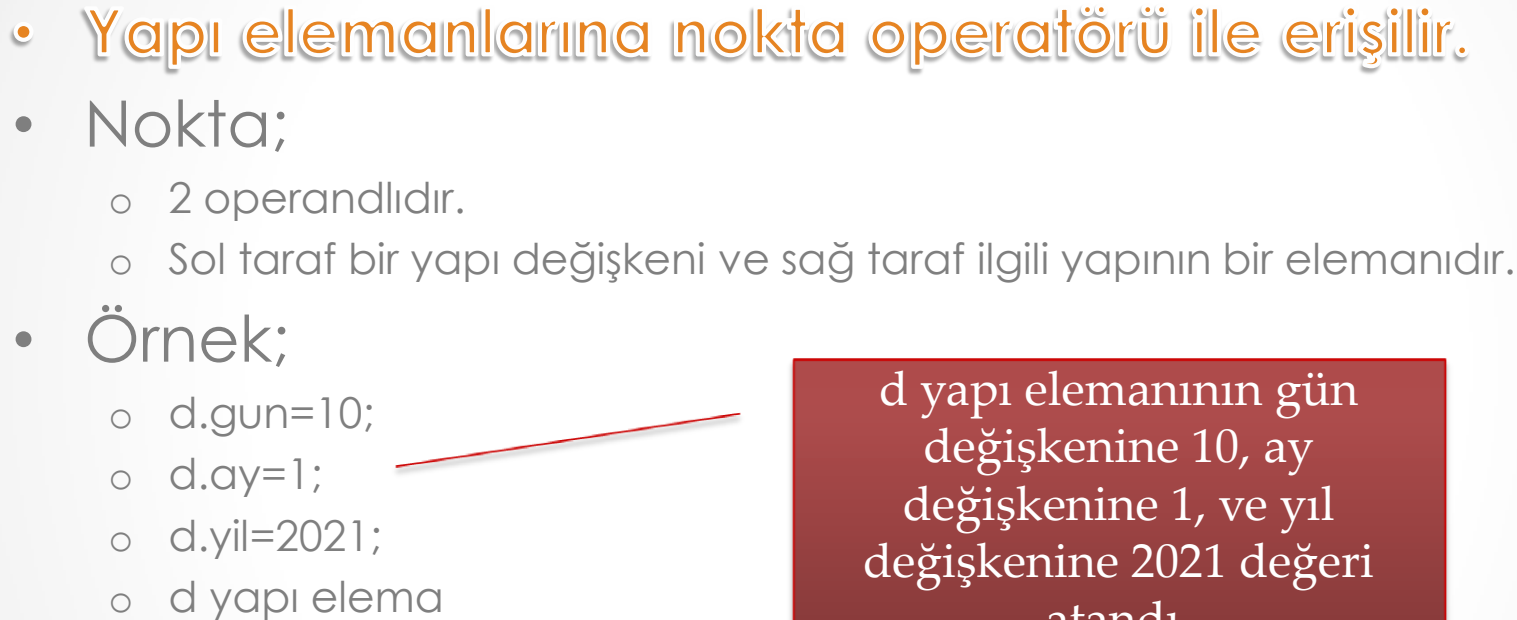 • Yapı elemanlarına nokta operatörü ile erişilir.
• Nokta;
o 2 operandlıdır.
o Sol taraf bir yapı değişkeni ve sağ taraf ilgili yapının bir elemanıdır.
• Örnek;
o d.gun=10;
o d.ay=1;
o d.yil=2021;
o d yapı elema
d yapı elemanının gün
değişkenine 10, ay
değişkenine 1, ve yıl
değişkenine 2021 değeri
atandı